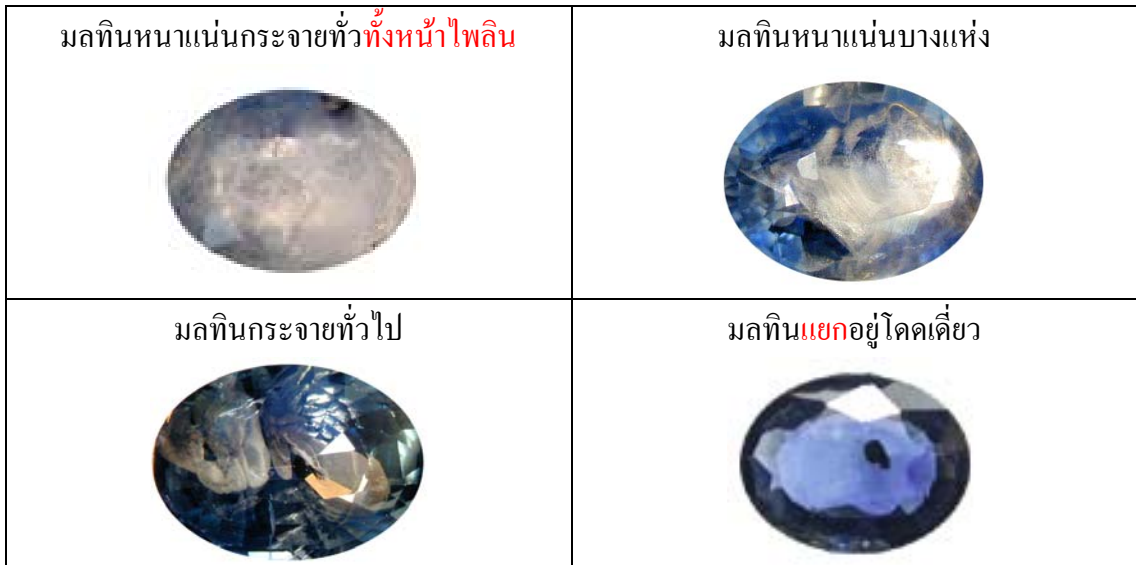 มลทินหนาแน่นกระจายทั่วทั้งหน้าไพลิน
มลทินหนาแน่นบางแห่ง
มลทินกระจายทั่วไป
มลทินแยกอยู่โดดเดี่ยว